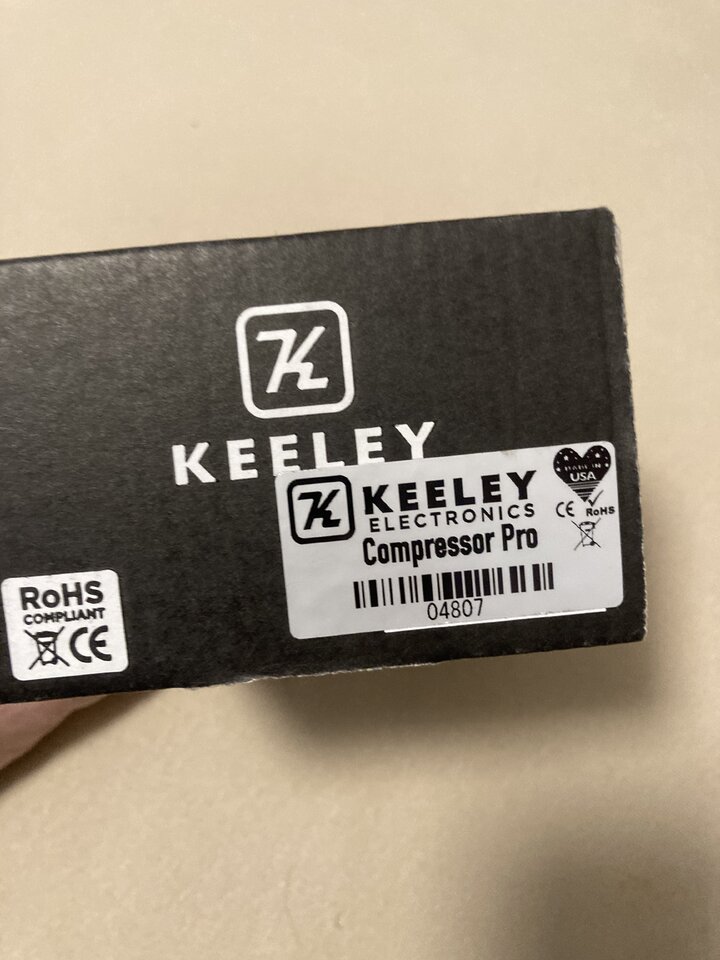 K
KEELEY
K KEELEY
ELECTRONICS
Compressor Pro
04807
MADE IN
USA
CE RoHS
RoHS
COMPLIANT
CE